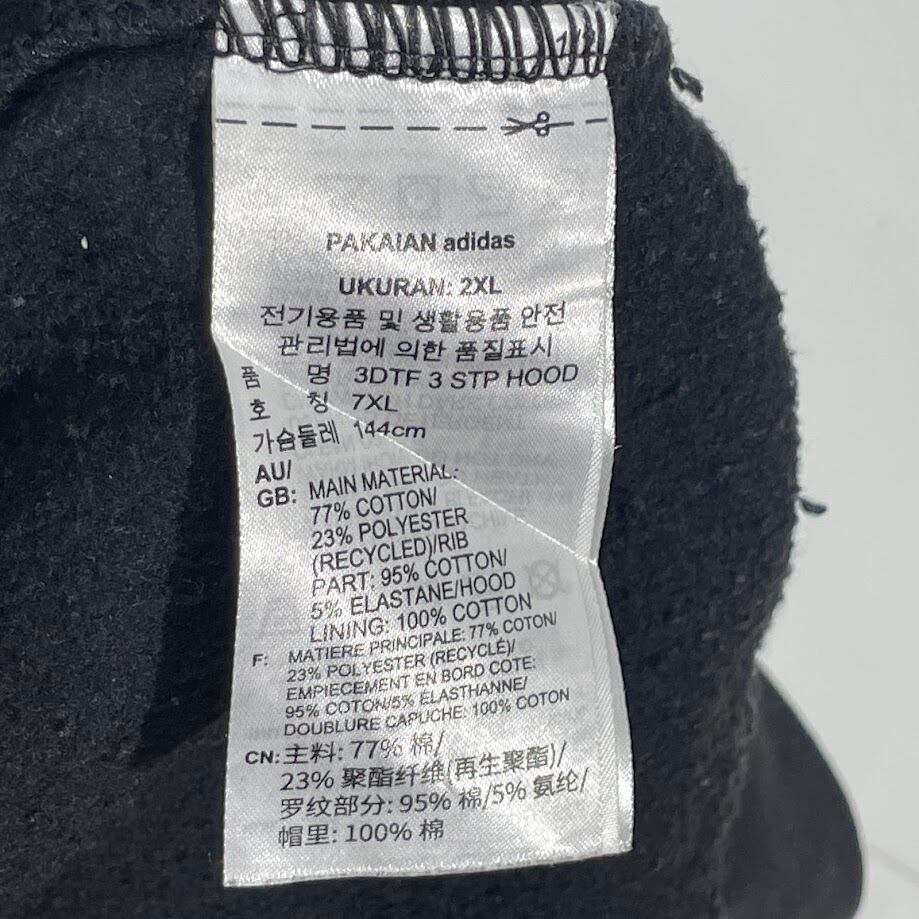 PAKAIAN adidas
UKURAN: 2XL
전기용품 및 생활용품 안전
관리법에 의한 품질표시
품 명 3DTF 3 STP HOOD
호 칭 7XL
가슴둘레 144cm
AU/
GB: MAIN MATERIAL:
77% COTTON/
23% POLYESTER
(RECYCLED)/RIB
PART: 95% COTTON/
5% ELASTANE/HOOD
LINING: 100% COTTON
F: MATIERE PRINCIPALE: 77% COTON/
23% POLYESTER (RECYCLÉ)/
EMPIECEMENT EN BORD COTE:
95% COTON/5% ÉLASTHANNE/
DOUBLURE CAPUCHE: 100% COTON
CN: 主料: 77% 棉/
23% 聚酯纤维(再生聚酯)/
罗纹部分: 95% 棉/5% 氨纶/
帽里: 100% 棉